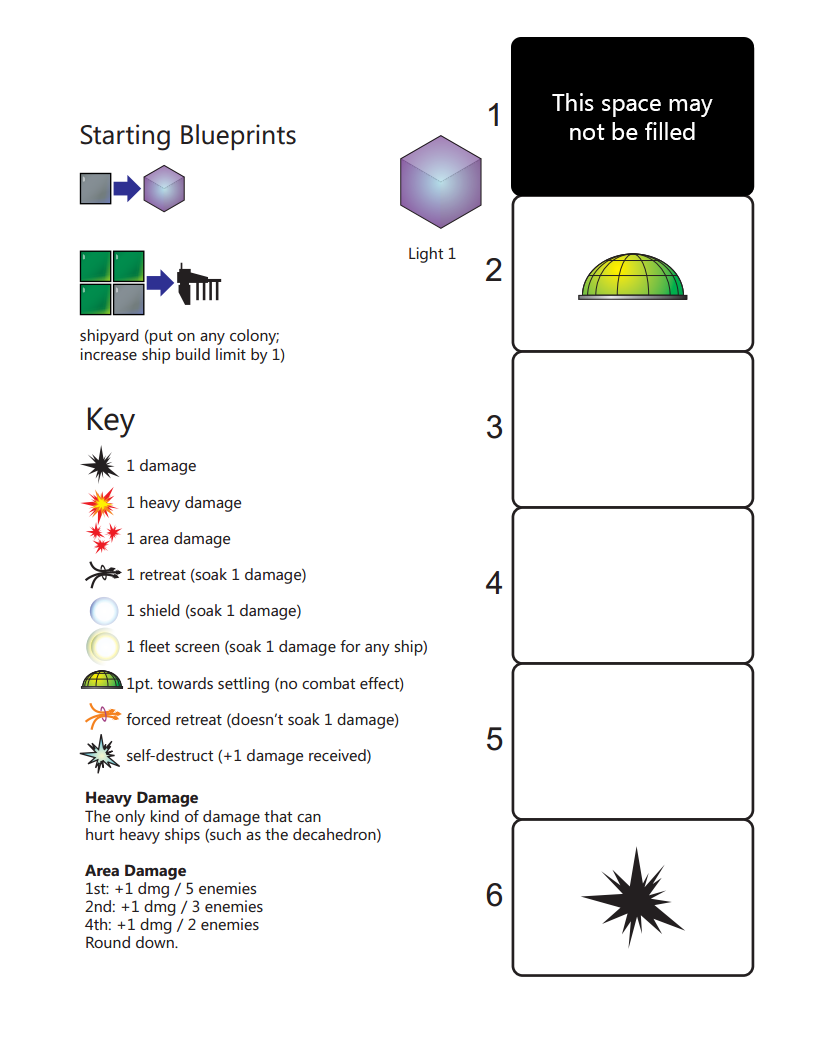 Starting Blueprints
shipyard (put on any colony;
increase ship build limit by 1)
Key
1 damage
1 heavy damage
1 area damage
1 retreat (soak 1 damage)
1 shield (soak 1 damage)
1 fleet screen (soak 1 damage for any ship)
1pt. towards settling (no combat effect)
forced retreat (doesn’t soak 1 damage)
self-destruct (+1 damage received)
Heavy Damage
The only kind of damage that can
hurt heavy ships (such as the decahedron)
Area Damage
1st: +1 dmg / 5 enemies
2nd: +1 dmg / 3 enemies
4th: +1 dmg / 2 enemies
Round down.
Light 1
1
This space may
not be filled
2
3
4
5
6